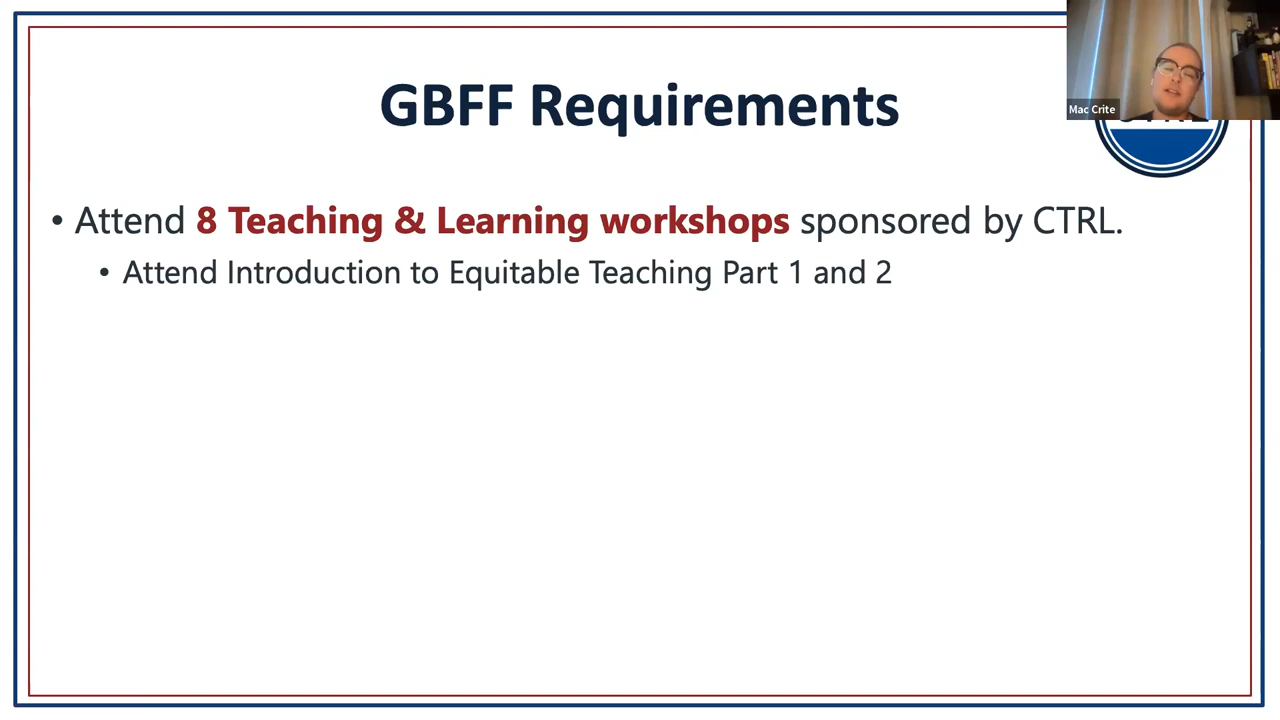 GBFF Requirements
Mac Crite
• Attend 8 Teaching & Learning workshops sponsored by CTRL.
• Attend Introduction to Equitable Teaching Part 1 and 2